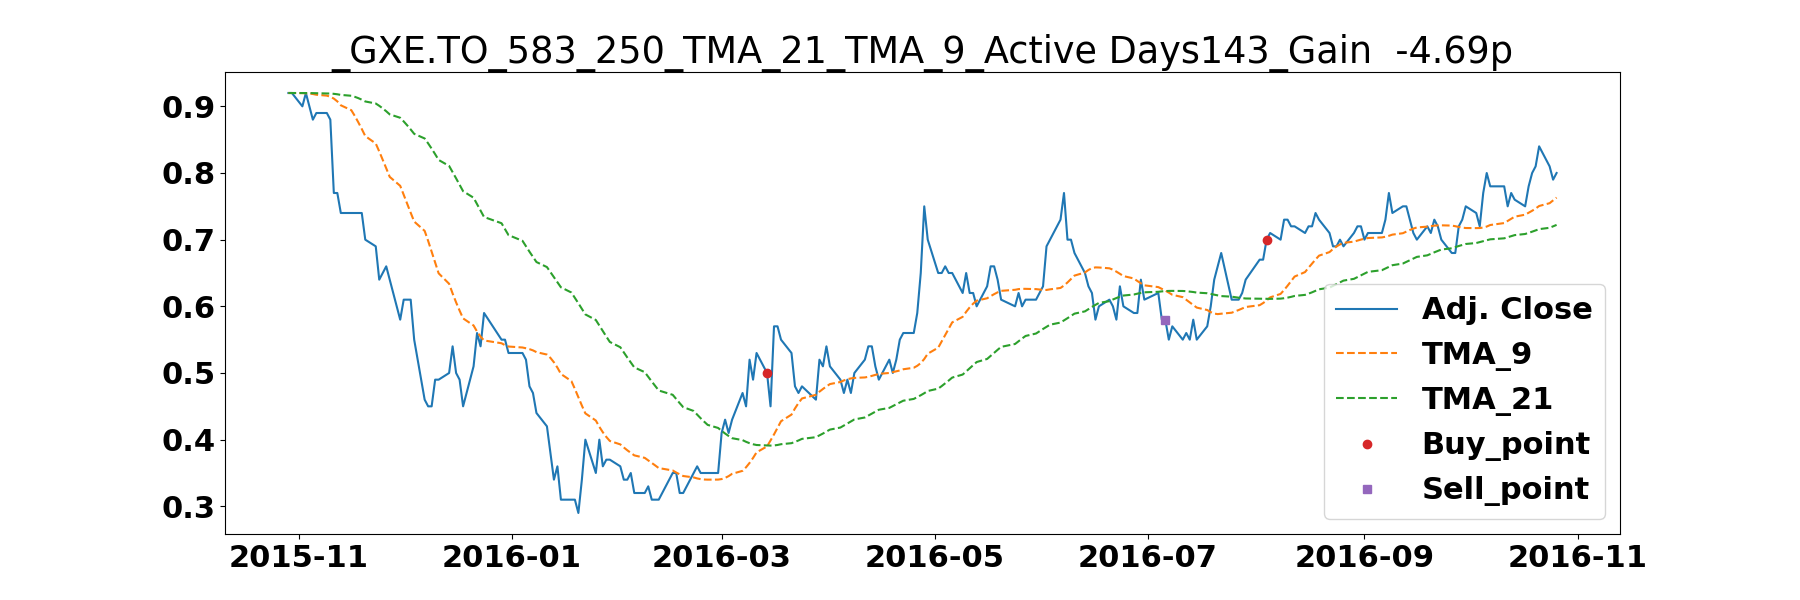 _GXE.TO_583_250_TMA_21_TMA_9_Active Days143_Gain  -4.69p
0.9
0.8
0.7
0.6
0.5
0.4
0.3
2015-11 2016-01 2016-03 2016-05 2016-07 2016-09 2016-11
Adj. Close
TMA_9
TMA_21
Buy_point
Sell_point